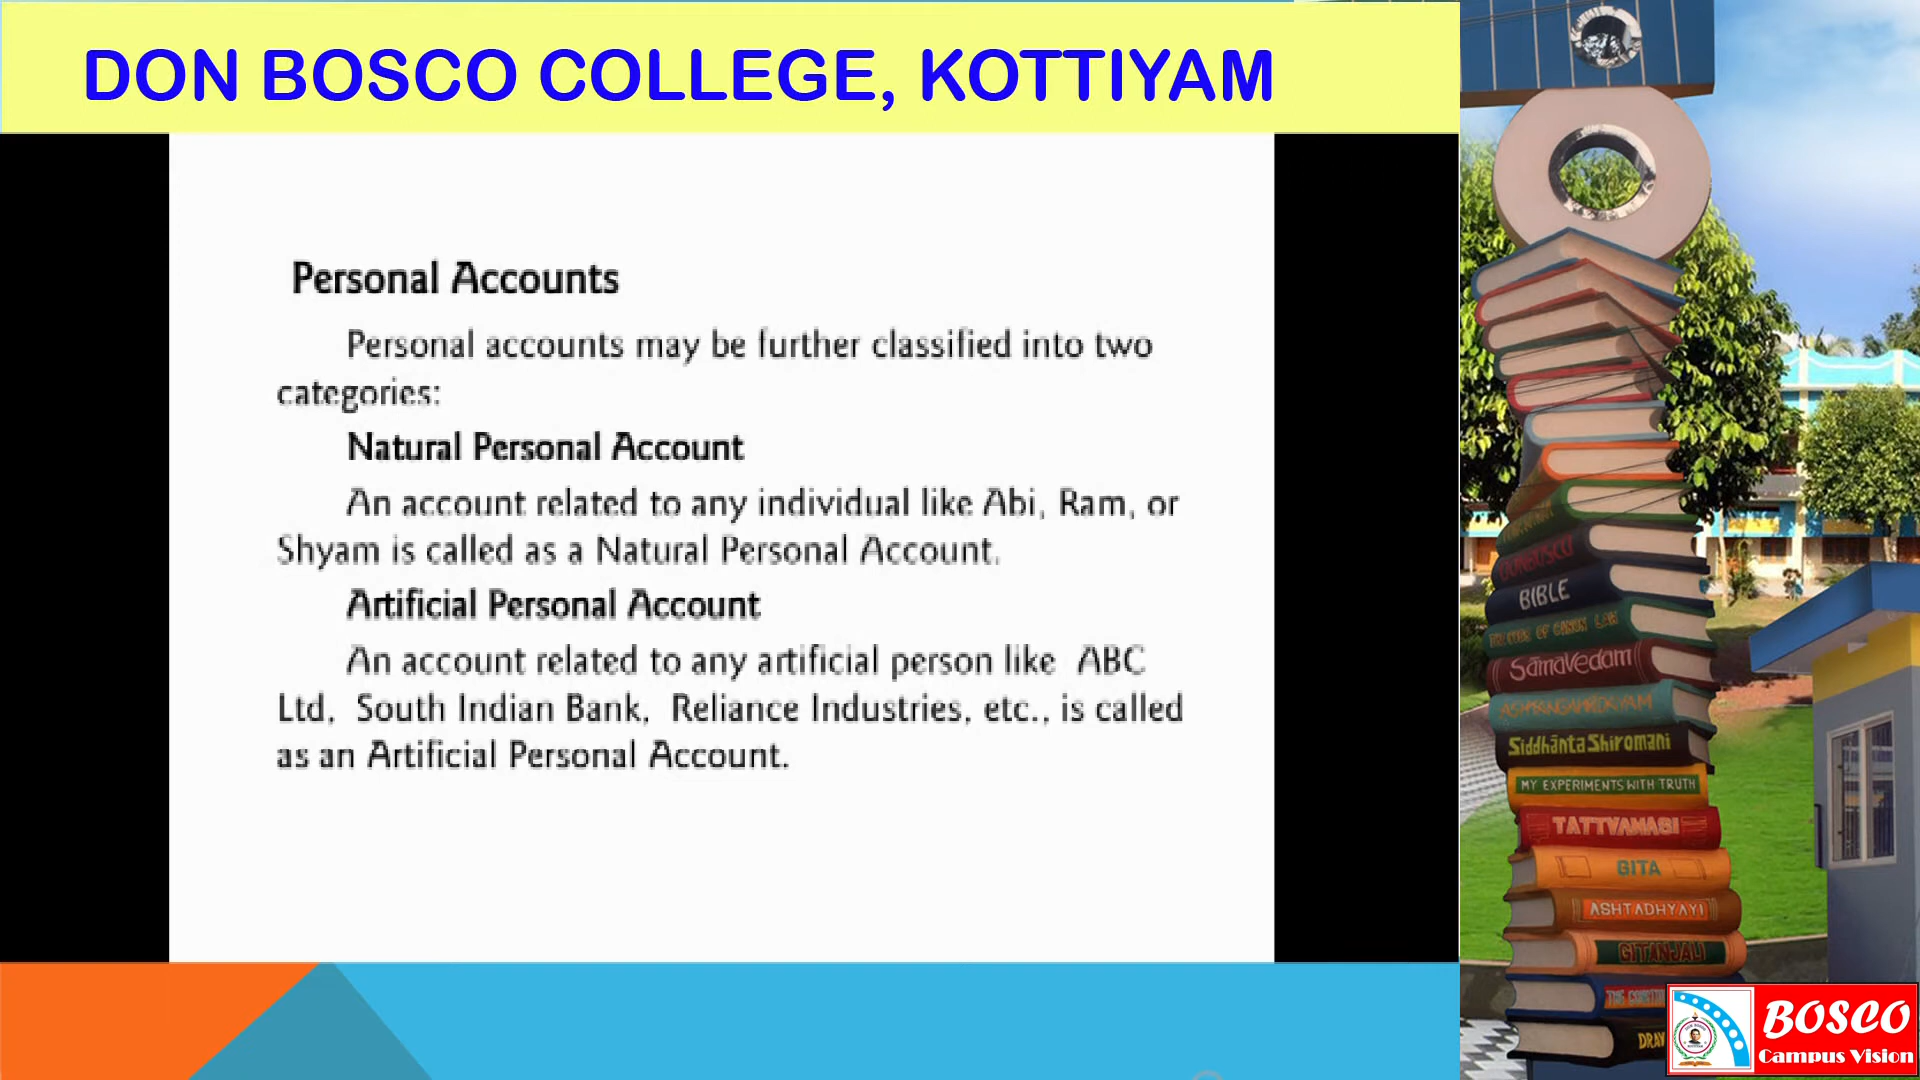 DON BOSCO COLLEGE, KOTTIYAM
Personal Accounts
Personal accounts may be further classified into two
categories:
Natural Personal Account
An account related to any individual like Abi, Ram, or
Shyam is called as a Natural Personal Account.
Artificial Personal Account
An account related to any artificial person like ABC
Ltd, South Indian Bank, Reliance Industries, etc., is called
as an Artificial Personal Account.
BIBLE
SāmaVedam
Siddhānta Shiromani
MY EXPERIMENTS WITH TRUTH
TATTVAMASI
GITA
ASHTADHYAYI
GITANJALI
BOSCO
Campus Vision